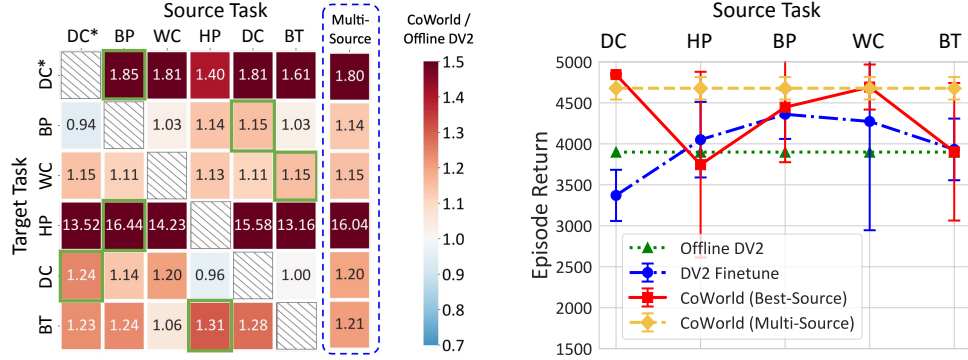 Source Task
DC* BP WC HP DC BT
Multi-
Source
CoWorld /
Offline DV2
Target Task
DC* 1.85 1.81 1.40 1.81 1.61 1.80
BP 0.94 1.03 1.14 1.15 1.03 1.14
WC 1.15 1.11 1.13 1.11 1.15 1.15
HP 13.52 16.44 14.23 15.58 13.16 16.04
DC 1.24 1.14 1.20 0.96 1.00 1.20
BT 1.23 1.24 1.06 1.31 1.28 1.21
1.5
1.4
1.3
1.2
1.1
1.0
0.9
0.8
0.7
Source Task
DC HP BP WC BT
Episode Return
5000
4500
4000
3500
3000
2500
2000
1500
Offline DV2
DV2 Finetune
CoWorld (Best-Source)
CoWorld (Multi-Source)